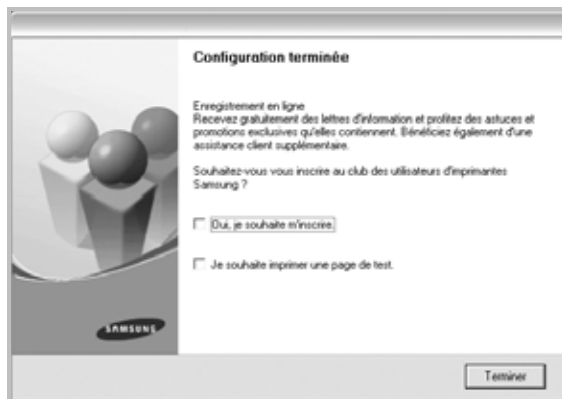 Configuration terminée
Enregistrement en ligne
Recevez gratuitement des lettres d'information et profitez des astuces et
promotions exclusives qu'elles contiennent. Bénéficiez également d'une
assistance client supplémentaire.
Souhaitez-vous vous inscrire au club des utilisateurs d'imprimantes
Samsung ?
Oui, je souhaite m'inscrire.
Je souhaite imprimer une page de test.
SAMSUNG
Terminer